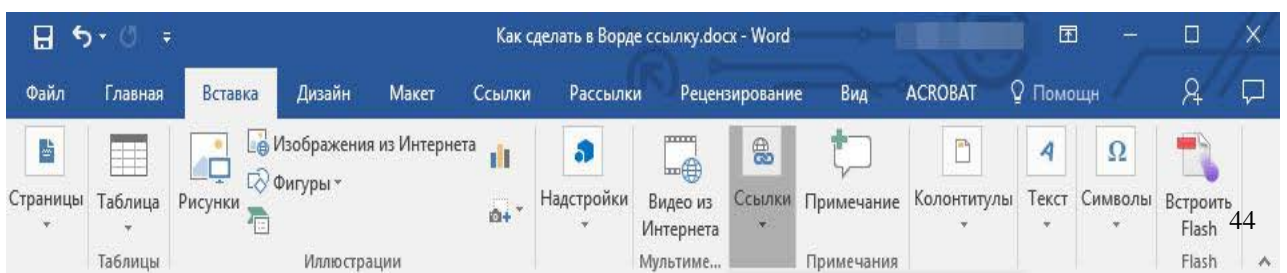 Как сделать в Ворде ссылку.docx - Word
Файл Главная Вставка Дизайн Макет Ссылки Рассылки Рецензирование Вид ACROBAT Помощн
Страницы
Таблица
Таблицы
Рисунки
Изображения из Интернета
Фигуры
Иллюстрации
Надстройки
Видео из
Интернета
Мультиме...
Ссылки
Примечание
Примечания
Колонтитулы
Текст
Символы
Встроить
Flash
Flash
44